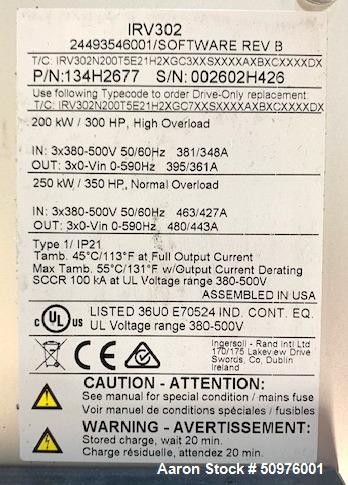 IRV302
24493546001/SOFTWARE REV B
T/C: IRV302N200T5E21H2XGC3XXSXXXXAXBXCXXXXDX
P/N:134H2677 S/N: 002602H426
Use following Typecode to order Drive-Only replacement
T/C: IRV302N200T5E21H2XGC7XXSXXXXAXBXCXXXXDX
200 kW / 300 HP, High Overload
IN: 3x380-500V 50/60Hz 381/348A
OUT: 3x0-Vin 0-590Hz 395/361A
250 kW / 350 HP, Normal Overload
IN: 3x380-500V 50/60Hz 463/427A
OUT: 3x0-Vin 0-590Hz 480/443A
Type 1/ IP21
Tamb. 45°C/113°F at Full Output Current
Max Tamb. 55°C/131°F w/Output Current Derating
SCCR 100 kA at UL Voltage range 380-500V
ASSEMBLED IN USA
c UL US LISTED 36U0 E70524 IND. CONT. EQ.
UL Voltage range 380-500V
CE
Ingersoll - Rand Intl Ltd
170/175 Lakeview Drive
Swords, Co, Dublin
Ireland
CAUTION - ATTENTION:
See manual for special condition / mains fuse
Voir manuel de conditions spéciales / fusibles
WARNING - AVERTISSEMENT:
Stored charge, wait 20 min.
Charge résiduelle, attendez 20 min.
Aaron Stock # 50976001